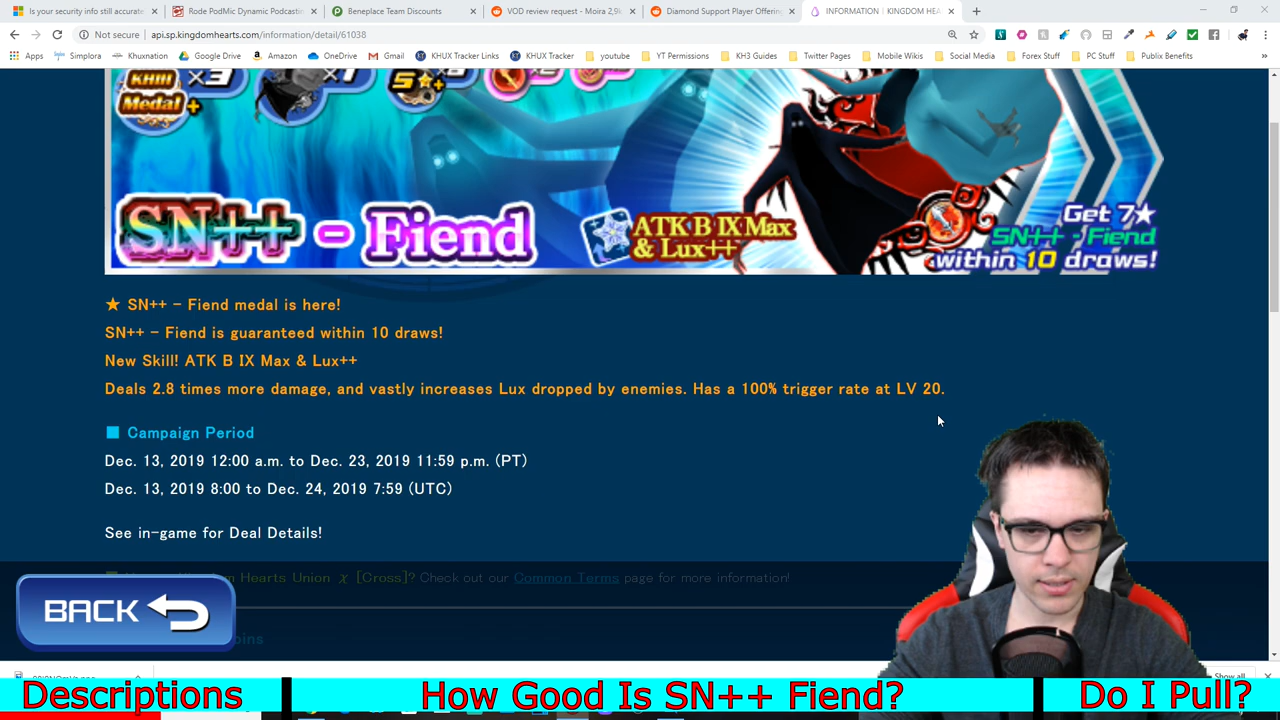 Is your security info still accurate
Rode PodMic Dynamic Podcasting
Beneplace Team Discounts
VOD review request - Moira 2,9k
Diamond Support Player Offering
INFORMATION | KINGDOM HEA
Not secure | api.sp.kingdomhearts.com/information/detail/61038
Apps
Simplora
Khuxnation
Google Drive
Amazon
OneDrive
Gmail
KHUX Tracker Links
KHUX Tracker
youtube
YT Permissions
KH3 Guides
Twitter Pages
Mobile Wikis
Social Media
Forex Stuff
PC Stuff
Publix Benefits
KHIII
Medal+
x3
x1
5★+
SN++ - Fiend
ATK B IX Max
& Lux++
Get 7★
SN++ - Fiend
within 10 draws!
★ SN++ - Fiend medal is here!
SN++ - Fiend is guaranteed within 10 draws!
New Skill! ATK B IX Max & Lux++
Deals 2.8 times more damage, and vastly increases Lux dropped by enemies. Has a 100% trigger rate at LV 20.
■ Campaign Period
Dec. 13, 2019 12:00 a.m. to Dec. 23, 2019 11:59 p.m. (PT)
Dec. 13, 2019 8:00 to Dec. 24, 2019 7:59 (UTC)
See in-game for Deal Details!
Hearts Union χ [Cross]? Check out our Common Terms page for more information!
BACK
Show all
Descriptions
How Good Is SN++ Fiend?
Do I Pull?